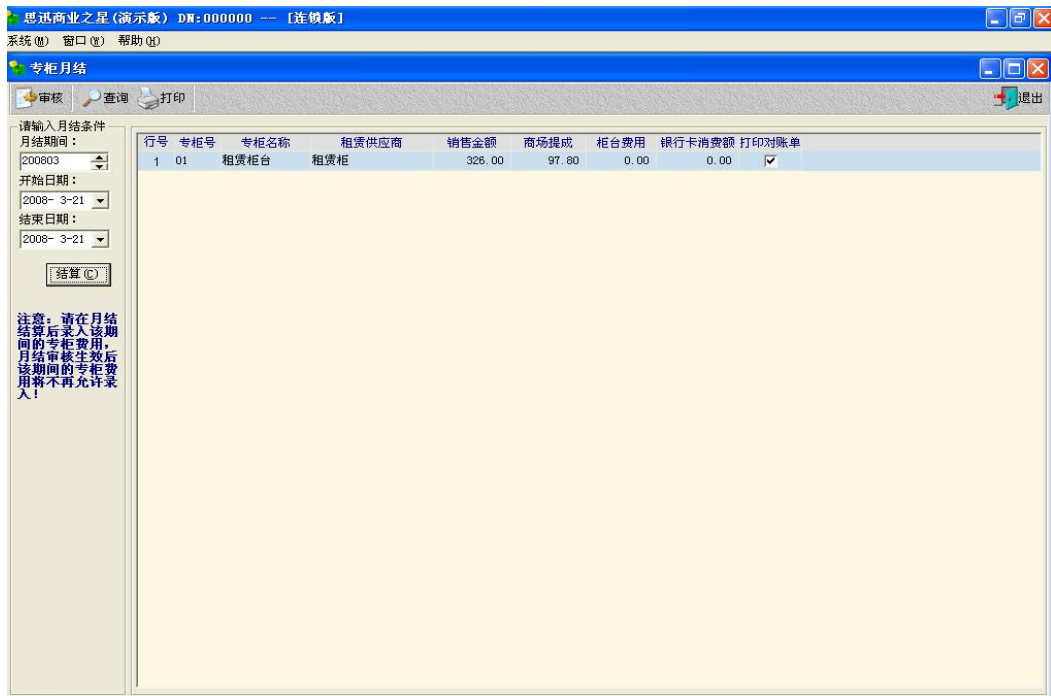 思迅商业之星(演示版) DN:000000 —— [连锁版]
系统(M) 窗口(W) 帮助(H)
专柜月结
审核 查询 打印 退出
请输入月结条件
月结期间：
200803
开始日期：
2008- 3-21
结束日期：
2008- 3-21
结算(C)
注意：请在月结
结算后录入该期
间的专柜费用，
月结审核生效后
该期间的专柜费
用将不再允许录
入！
行号 专柜号 专柜名称 租赁供应商 销售金额 商场提成 柜台费用 银行卡消费额 打印对账单
1 01 租赁柜台 租赁柜 326.00 97.80 0.00 0.00